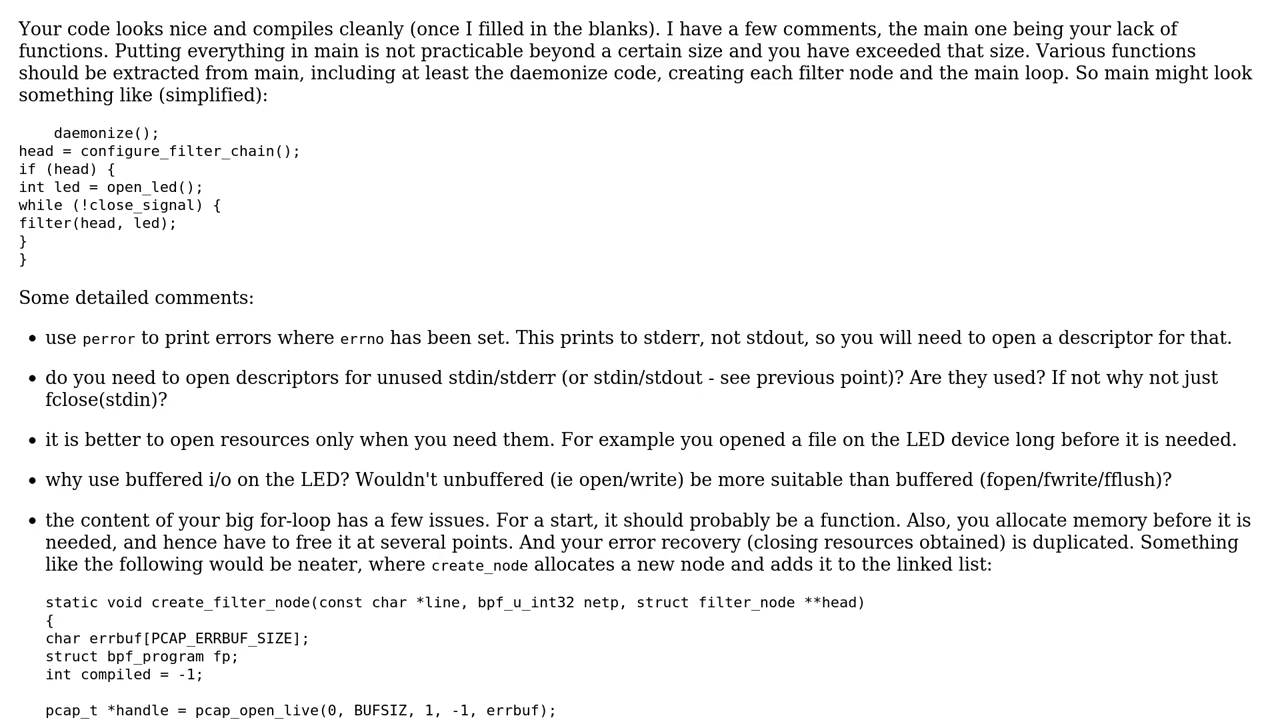 Your code looks nice and compiles cleanly (once I filled in the blanks). I have a few comments, the main one being your lack of
functions. Putting everything in main is not practicable beyond a certain size and you have exceeded that size. Various functions
should be extracted from main, including at least the daemonize code, creating each filter node and the main loop. So main might look
something like (simplified):
daemonize();
head = configure_filter_chain();
if (head) {
int led = open_led();
while (!close_signal) {
filter(head, led);
}
}
Some detailed comments:
• use perror to print errors where errno has been set. This prints to stderr, not stdout, so you will need to open a descriptor for that.
• do you need to open descriptors for unused stdin/stderr (or stdin/stdout - see previous point)? Are they used? If not why not just
fclose(stdin)?
• it is better to open resources only when you need them. For example you opened a file on the LED device long before it is needed.
• why use buffered i/o on the LED? Wouldn't unbuffered (ie open/write) be more suitable than buffered (fopen/fwrite/fflush)?
• the content of your big for-loop has a few issues. For a start, it should probably be a function. Also, you allocate memory before it is
needed, and hence have to free it at several points. And your error recovery (closing resources obtained) is duplicated. Something
like the following would be neater, where create_node allocates a new node and adds it to the linked list:
static void create_filter_node(const char *line, bpf_u_int32 netp, struct filter_node **head)
{
char errbuf[PCAP_ERRBUF_SIZE];
struct bpf_program fp;
int compiled = -1;
pcap_t *handle = pcap_open_live(0, BUFSIZ, 1, -1, errbuf);